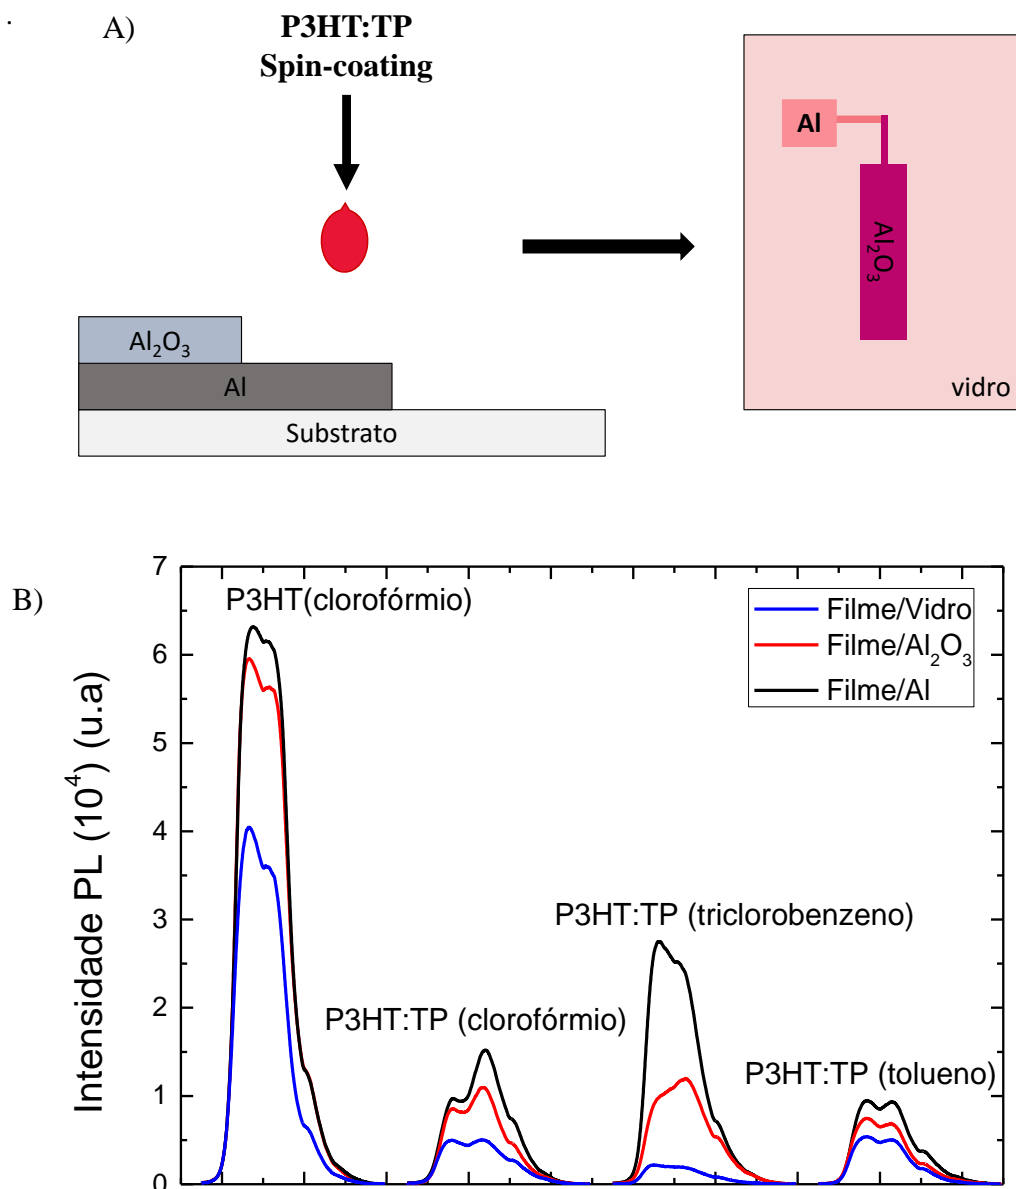 .
A)
P3HT:TP
Spin-coating
Al₂O₃
Al
Substrato
Al
Al₂O₃
vidro
B)
Intensidade PL (10⁴) (u.a)
7
6
5
4
3
2
1
0
P3HT(clorofórmio)
P3HT:TP (clorofórmio)
P3HT:TP (triclorobenzeno)
P3HT:TP (tolueno)
Filme/Vidro
Filme/Al₂O₃
Filme/Al